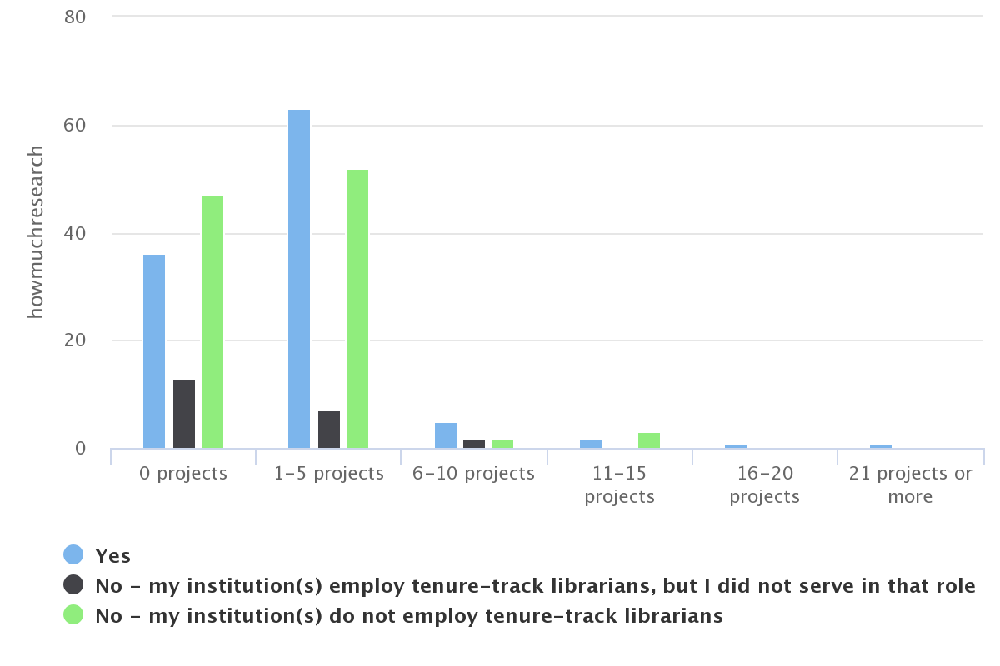 80
60
40
20
0
howmuchresearch
0 projects
1–5 projects
6–10 projects
11–15
projects
16–20
projects
21 projects or
more
Yes
No – my institution(s) employ tenure–track librarians, but I did not serve in that role
No – my institution(s) do not employ tenure–track librarians